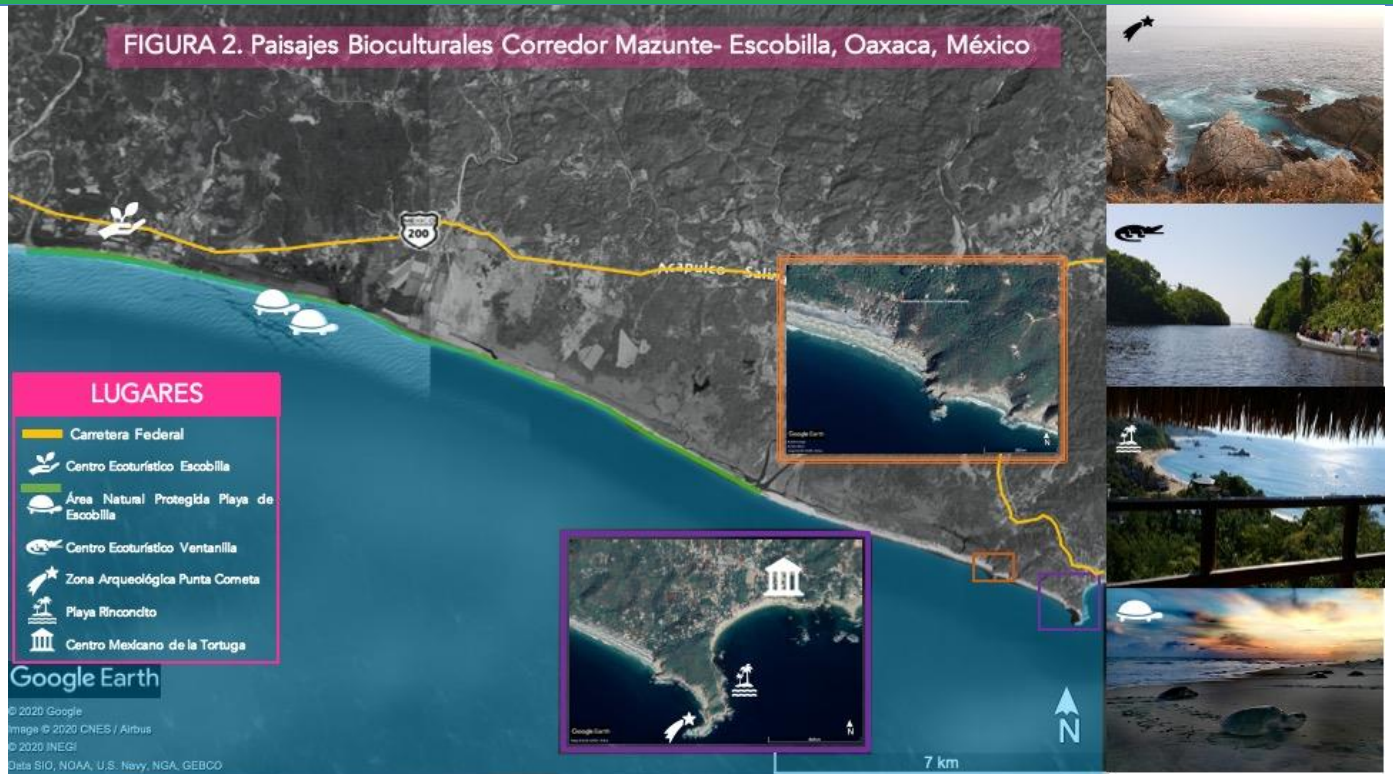 FIGURA 2. Paisajes Bioculturales Corredor Mazunte- Escobilla, Oaxaca, México
MEXICO
200
Acapulco
LUGARES
Carretera Federal
Centro Ecoturístico Escobilla
Área Natural Protegida Playa de
Escobilla
Centro Ecoturístico Ventanilla
Zona Arqueológica Punta Cometa
Playa Rinconcito
Centro Mexicano de la Tortuga
Google Earth
© 2020 Google
Image © 2020 CNES / Airbus
© 2020 INEGI
Data SIO, NOAA, U.S. Navy, NGA, GEBCO
Google Earth
N
Google Earth
N
N
7 km